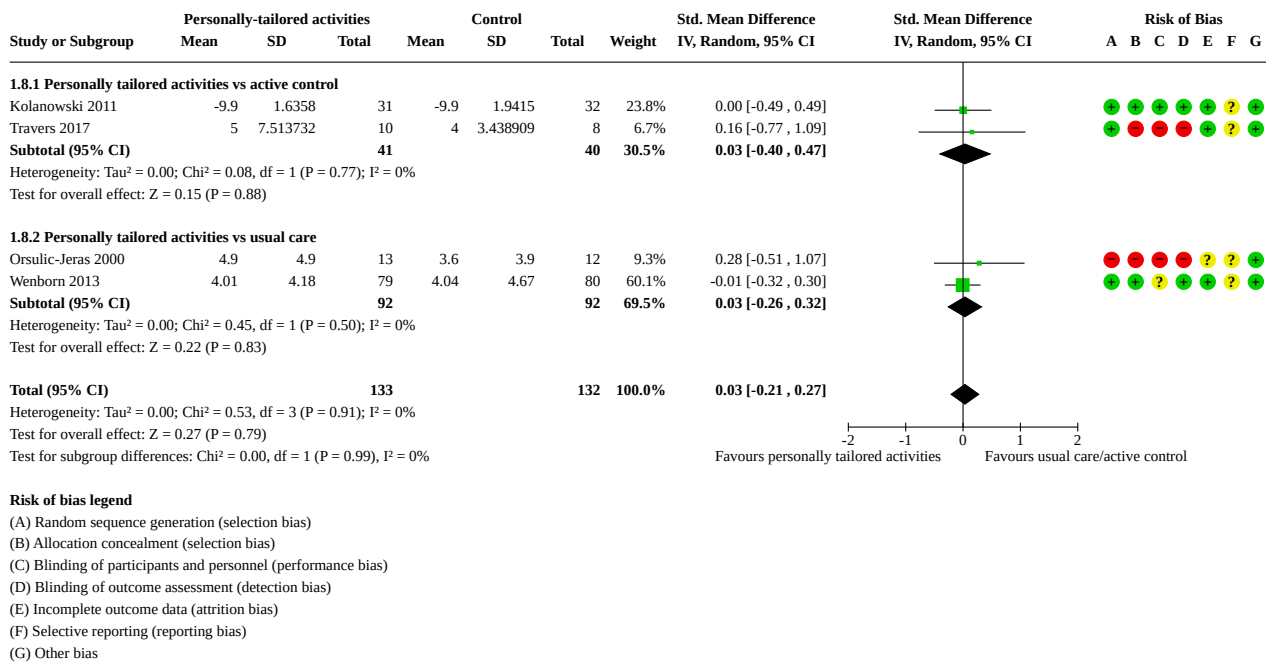 Personally-tailored activities Control Std. Mean Difference Std. Mean Difference Risk of Bias
Study or Subgroup Mean SD Total Mean SD Total Weight IV, Random, 95% CI IV, Random, 95% CI A B C D E F G
1.8.1 Personally tailored activities vs active control
Kolanowski 2011 -9.9 1.6358 31 -9.9 1.9415 32 23.8% 0.00 [-0.49 , 0.49] + + + + + ? +
Travers 2017 5 7.513732 10 4 3.438909 8 6.7% 0.16 [-0.77 , 1.09] + − − − + ? +
Subtotal (95% CI) 41 40 30.5% 0.03 [-0.40 , 0.47]
Heterogeneity: Tau² = 0.00; Chi² = 0.08, df = 1 (P = 0.77); I² = 0%
Test for overall effect: Z = 0.15 (P = 0.88)
1.8.2 Personally tailored activities vs usual care
Orsulic-Jeras 2000 4.9 4.9 13 3.6 3.9 12 9.3% 0.28 [-0.51 , 1.07] − − − − ? ? +
Wenborn 2013 4.01 4.18 79 4.04 4.67 80 60.1% -0.01 [-0.32 , 0.30] + + ? + + ? +
Subtotal (95% CI) 92 92 69.5% 0.03 [-0.26 , 0.32]
Heterogeneity: Tau² = 0.00; Chi² = 0.45, df = 1 (P = 0.50); I² = 0%
Test for overall effect: Z = 0.22 (P = 0.83)
Total (95% CI) 133 132 100.0% 0.03 [-0.21 , 0.27]
Heterogeneity: Tau² = 0.00; Chi² = 0.53, df = 3 (P = 0.91); I² = 0%
Test for overall effect: Z = 0.27 (P = 0.79)
Test for subgroup differences: Chi² = 0.00, df = 1 (P = 0.99), I² = 0%
-2 -1 0 1 2
Favours personally tailored activities Favours usual care/active control
Risk of bias legend
(A) Random sequence generation (selection bias)
(B) Allocation concealment (selection bias)
(C) Blinding of participants and personnel (performance bias)
(D) Blinding of outcome assessment (detection bias)
(E) Incomplete outcome data (attrition bias)
(F) Selective reporting (reporting bias)
(G) Other bias